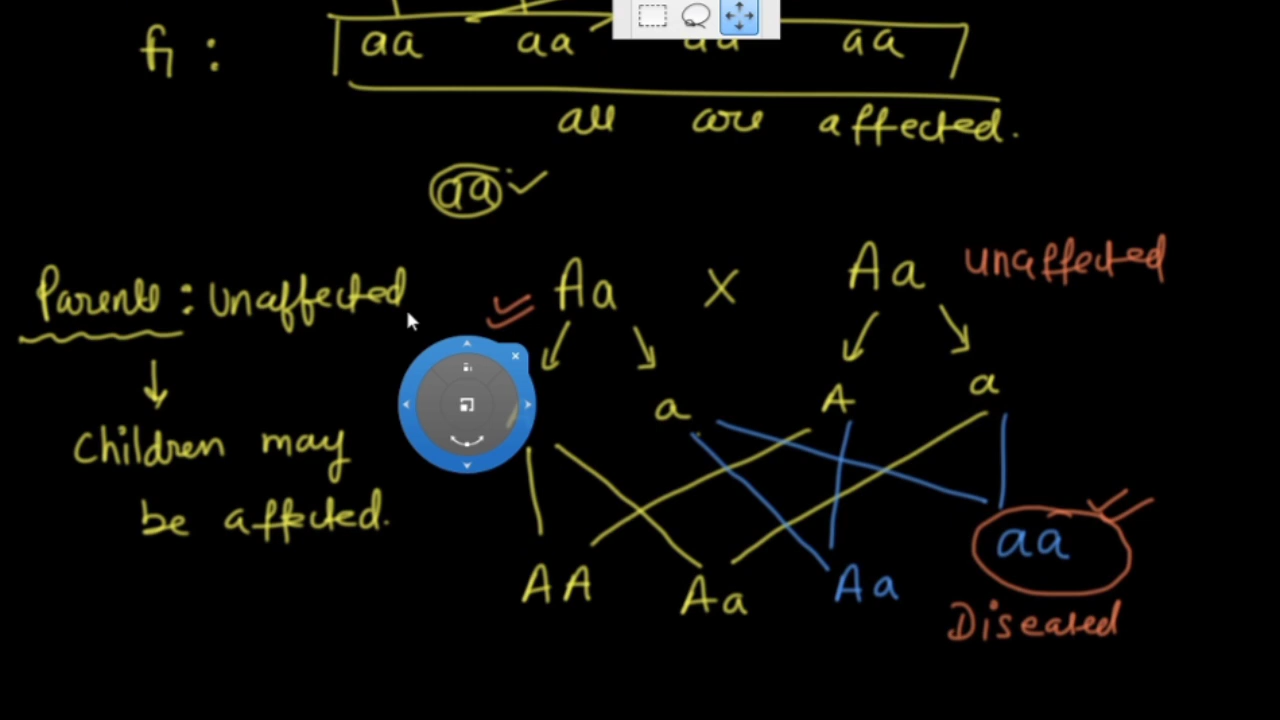 f1 : aa aa aa aa
all are affected.
aa
Parents : unaffected Aa X Aa unaffected
a A a
Children may
be affected.
AA Aa Aa aa
Diseased